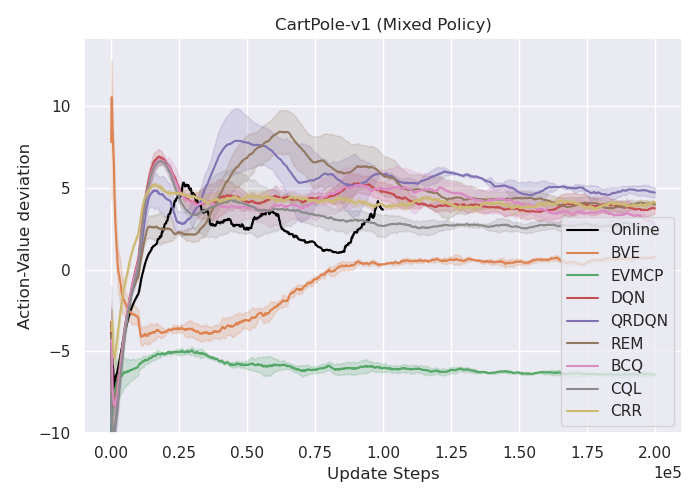 CartPole-v1 (Mixed Policy)
Action-Value deviation
10
5
0
−5
−10
0.00 0.25 0.50 0.75 1.00 1.25 1.50 1.75 2.00
1e5
Update Steps
Online
BVE
EVMCP
DQN
QRDQN
REM
BCQ
CQL
CRR